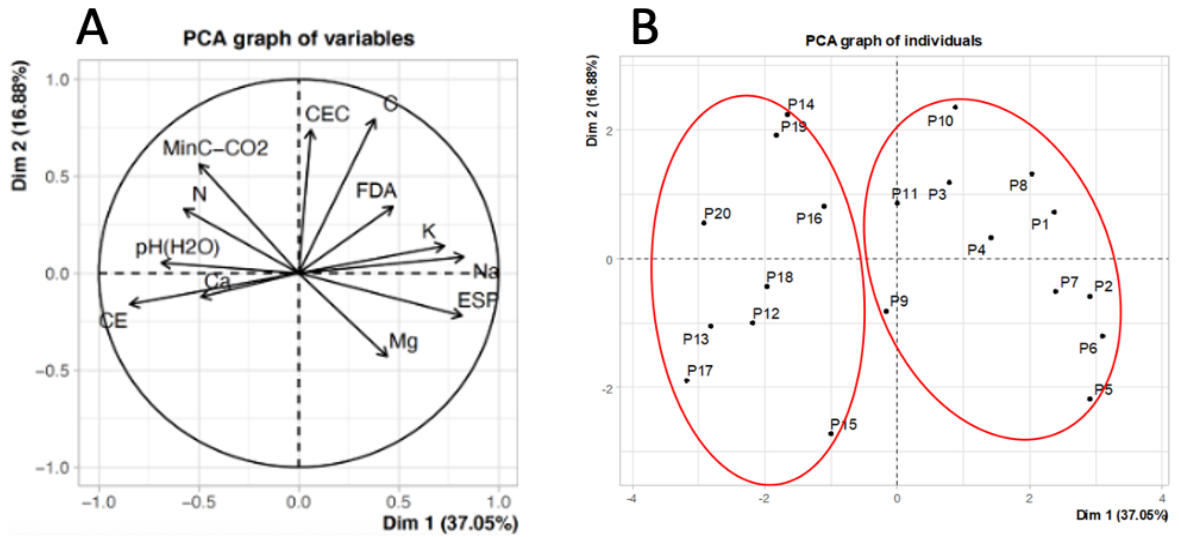 A
PCA graph of variables
Dim 2 (16.88%)
1.0
0.5
0.0
−0.5
−1.0
C
CEC
MinC−CO2
FDA
N
K
pH(H2O)
Na
Ca
ESP
CE
Mg
−1.0 −0.5 0.0 0.5 1.0
Dim 1 (37.05%)
B
PCA graph of individuals
Dim 2 (16.88%)
2
0
-2
P14
P10
P19
P8
P3
P11
P20
P16
P1
P4
P18
P7 P2
P9
P12
P13
P6
P17
P5
P15
-4 -2 0 2 4
Dim 1 (37.05%)